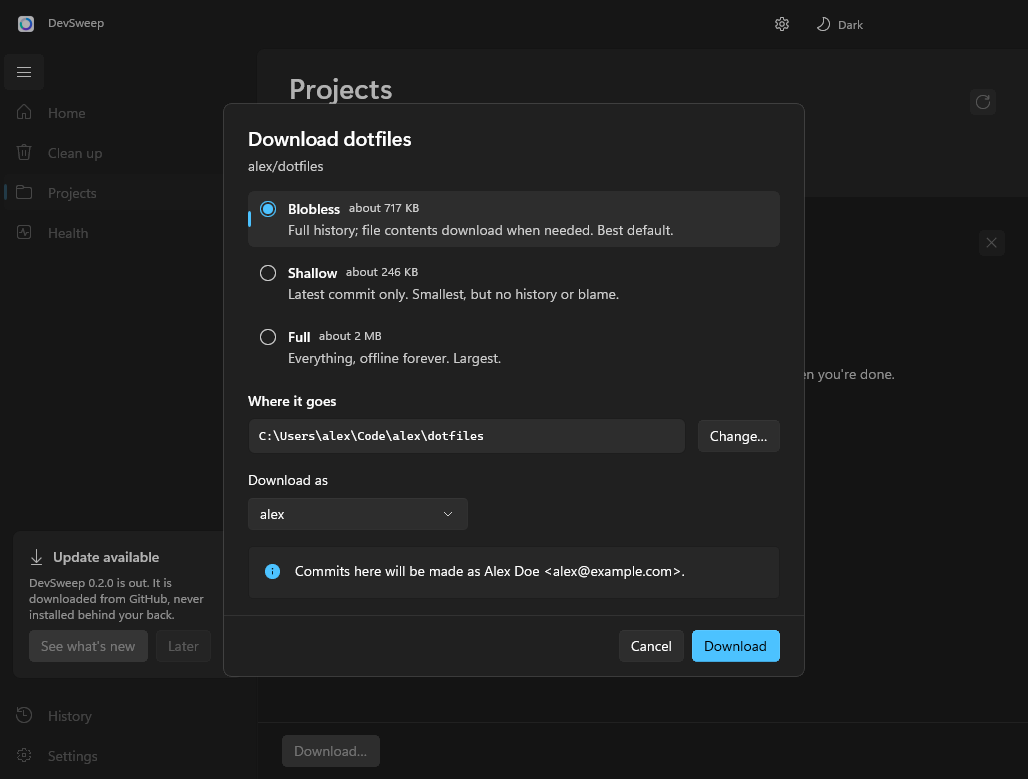 DevSweep
Dark
Projects
Home
Clean up
Projects
Health
Download dotfiles
alex/dotfiles
Blobless about 717 KB
Full history; file contents download when needed. Best default.
Shallow about 246 KB
Latest commit only. Smallest, but no history or blame.
Full about 2 MB
Everything, offline forever. Largest.
you're done.
Where it goes
C:\Users\alex\Code\alex\dotfiles
Change...
Download as
alex
Commits here will be made as Alex Doe <alex@example.com>.
Cancel
Download
Update available
DevSweep 0.2.0 is out. It is
downloaded from GitHub, never
installed behind your back.
See what's new
Later
History
Settings
Download...